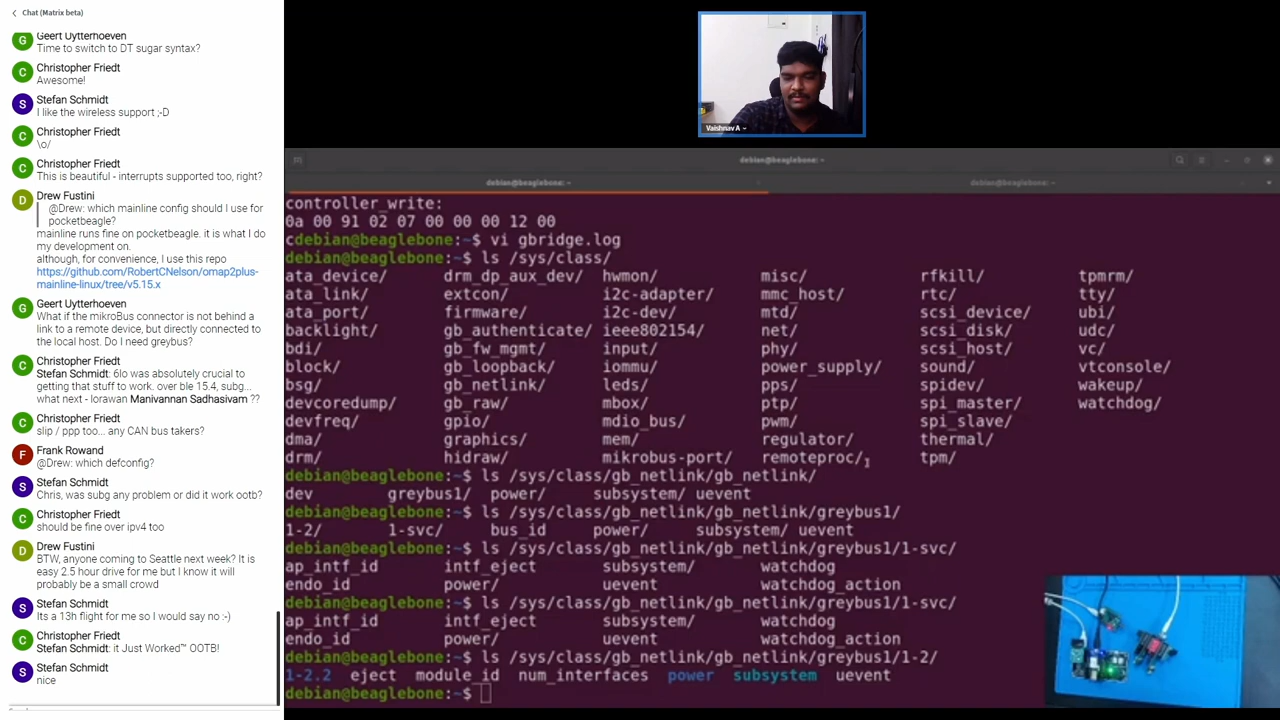 Chat (Matrix beta)
G Geert Uytterhoeven
Time to switch to DT sugar syntax?
C Christopher Friedt
Awesome!
S Stefan Schmidt
I like the wireless support ;-D
C Christopher Friedt
\o/
C Christopher Friedt
This is beautiful - interrupts supported too, right?
D Drew Fustini
@Drew: which mainline config should I use for
pocketbeagle?
mainline runs fine on pocketbeagle. it is what I do
my development on.
although, for convenience, I use this repo
https://github.com/RobertCNelson/omap2plus-
mainline-linux/tree/v5.15.x
G Geert Uytterhoeven
What if the mikroBus connector is not behind a
link to a remote device, but directly connected to
the local host. Do I need greybus?
C Christopher Friedt
Stefan Schmidt: 6lo was absolutely crucial to
getting that stuff to work. over ble 15.4, subg...
what next - lorawan Manivannan Sadhasivam ??
C Christopher Friedt
slip / ppp too... any CAN bus takers?
F Frank Rowand
@Drew: which defconfig?
S Stefan Schmidt
Chris, was subg any problem or did it work ootb?
C Christopher Friedt
should be fine over ipv4 too
D Drew Fustini
BTW, anyone coming to Seattle next week? It is
easy 2.5 hour drive for me but I know it will
probably be a small crowd
S Stefan Schmidt
Its a 13h flight for me so I would say no :-)
C Christopher Friedt
Stefan Schmidt: it Just Worked™ OOTB!
S Stefan Schmidt
nice
Vaishnav A
debian@beaglebone: ~
debian@beaglebone: ~ debian@beaglebone: ~
controller_write:
0a 00 91 02 07 00 00 00 12 00
cdebian@beaglebone:~$ vi gbridge.log
debian@beaglebone:~$ ls /sys/class/
ata_device/ drm_dp_aux_dev/ hwmon/ misc/ rfkill/ tpmrm/
ata_link/ extcon/ i2c-adapter/ mmc_host/ rtc/ tty/
ata_port/ firmware/ i2c-dev/ mtd/ scsi_device/ ubi/
backlight/ gb_authenticate/ ieee802154/ net/ scsi_disk/ udc/
bdi/ gb_fw_mgmt/ input/ phy/ scsi_host/ vc/
block/ gb_loopback/ iommu/ power_supply/ sound/ vtconsole/
bsg/ gb_netlink/ leds/ pps/ spidev/ wakeup/
devcoredump/ gb_raw/ mbox/ ptp/ spi_master/ watchdog/
devfreq/ gpio/ mdio_bus/ pwm/ spi_slave/
dma/ graphics/ mem/ regulator/ thermal/
drm/ hidraw/ mikrobus-port/ remoteproc/ tpm/
debian@beaglebone:~$ ls /sys/class/gb_netlink/gb_netlink/
dev greybus1/ power/ subsystem/ uevent
debian@beaglebone:~$ ls /sys/class/gb_netlink/gb_netlink/greybus1/
1-2/ 1-svc/ bus_id power/ subsystem/ uevent
debian@beaglebone:~$ ls /sys/class/gb_netlink/gb_netlink/greybus1/1-svc/
ap_intf_id intf_eject subsystem/ watchdog
endo_id power/ uevent watchdog_action
debian@beaglebone:~$ ls /sys/class/gb_netlink/gb_netlink/greybus1/1-svc/
ap_intf_id intf_eject subsystem/ watchdog
endo_id power/ uevent watchdog_action
debian@beaglebone:~$ ls /sys/class/gb_netlink/gb_netlink/greybus1/1-2/
1-2.2 eject module_id num_interfaces power subsystem uevent
debian@beaglebone:~$